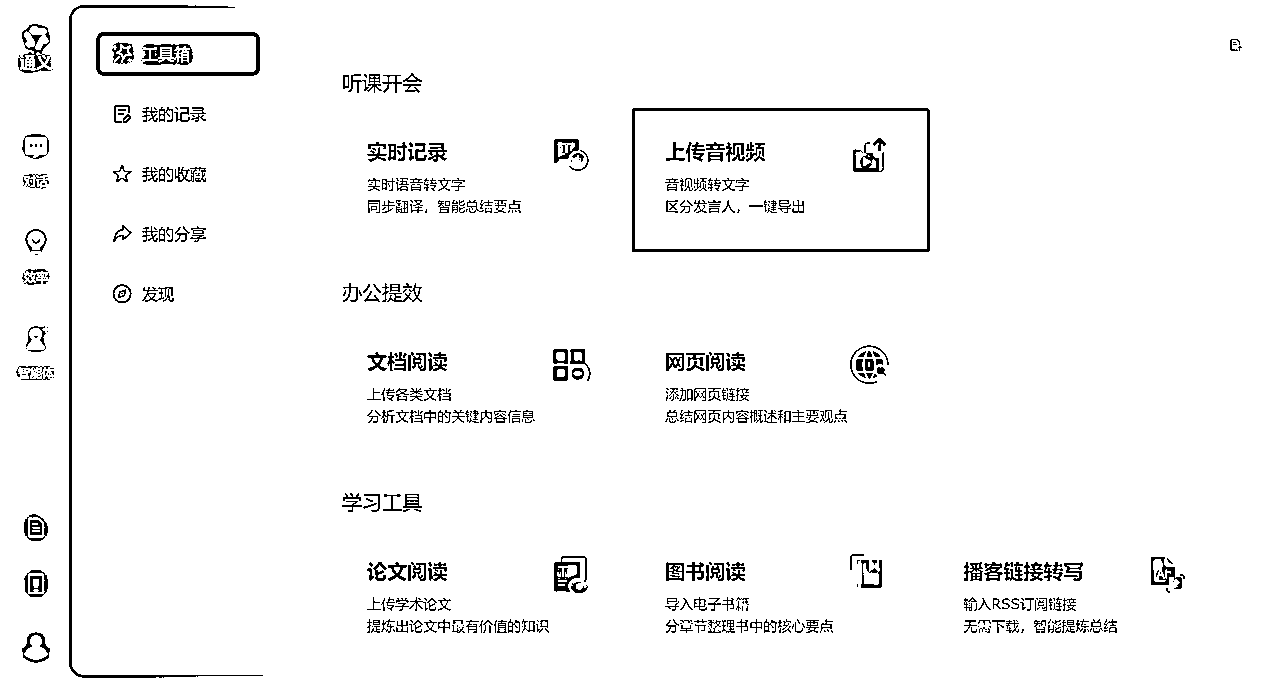 通义
对话
效率
智能体
工具箱
我的记录
我的收藏
我的分享
发现
听课开会
实时记录
实时语音转文字
同步翻译，智能总结要点
上传音视频
音视频转文字
区分发言人，一键导出
办公提效
文档阅读
上传各类文档
分析文档中的关键内容信息
网页阅读
添加网页链接
总结网页内容概述和主要观点
学习工具
论文阅读
上传学术论文
提炼出论文中最有价值的知识
图书阅读
导入电子书籍
分章节整理书中的核心要点
播客链接转写
输入RSS订阅链接
无需下载，智能提炼总结